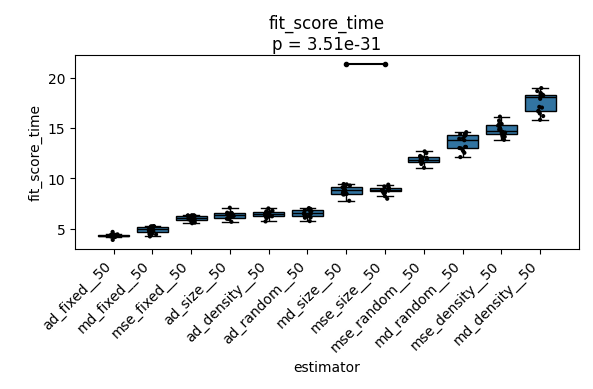 fit_score_time
p = 3.51e-31
fit_score_time
20
15
10
5
ad_fixed__50
md_fixed__50
mse_fixed__50
ad_size__50
ad_density__50
ad_random__50
md_size__50
mse_size__50
mse_random__50
md_random__50
mse_density__50
md_density__50
estimator